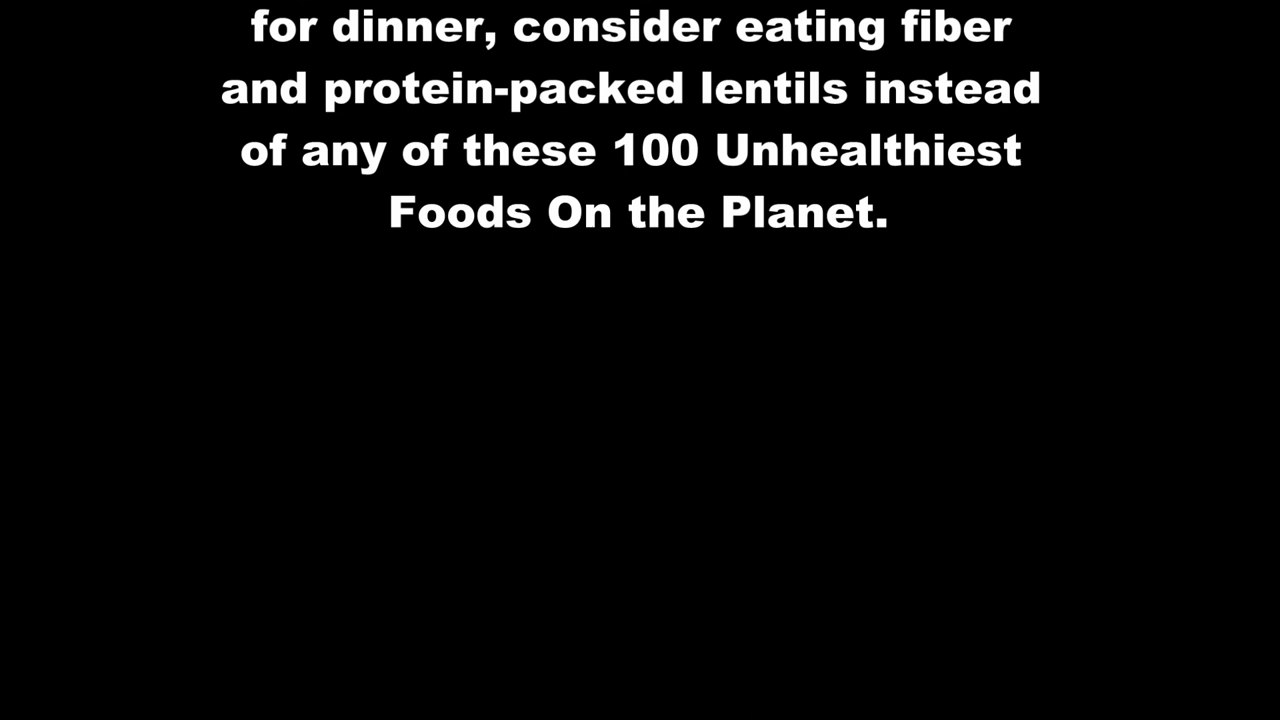 for dinner, consider eating fiber
and protein-packed lentils instead
of any of these 100 Unhealthiest
Foods On the Planet.